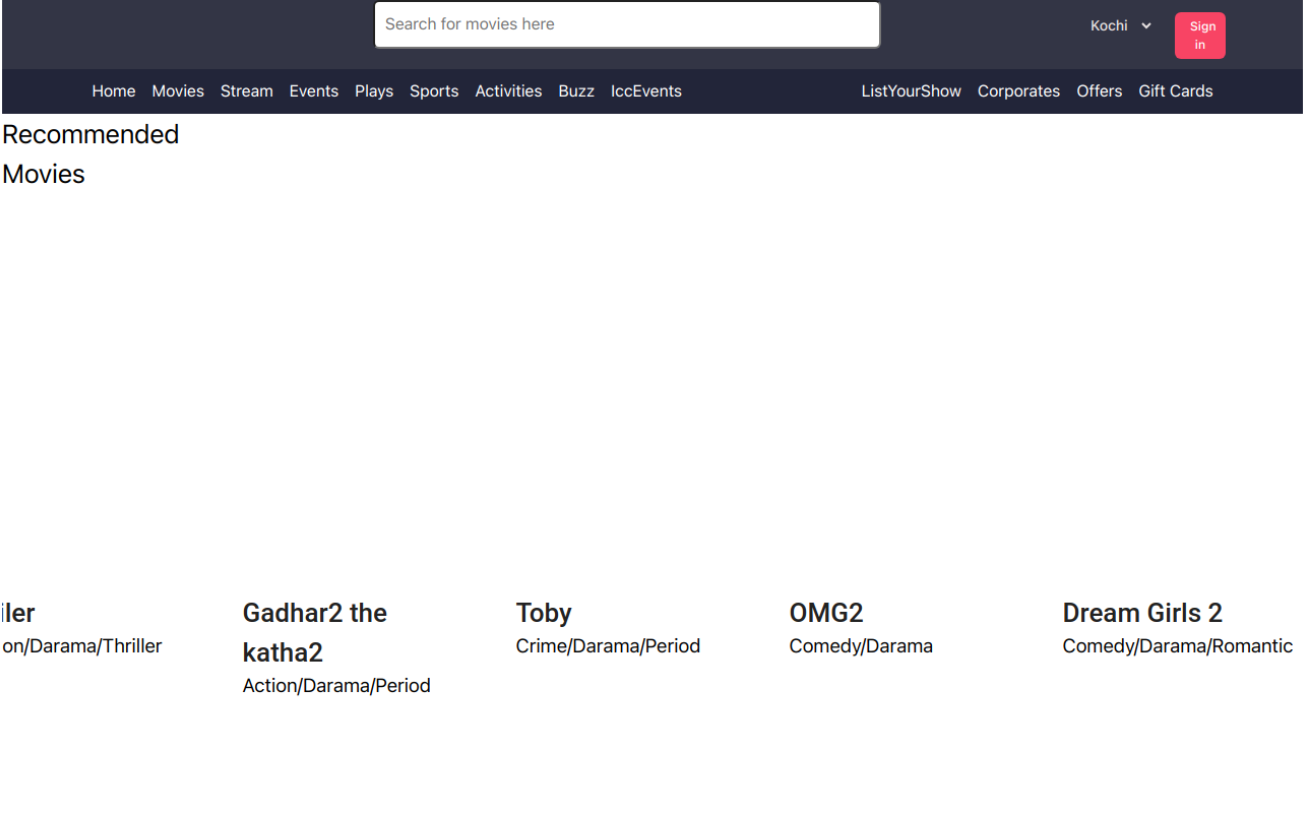 Search for movies here
Kochi
Sign
in
Home Movies Stream Events Plays Sports Activities Buzz IccEvents ListYourShow Corporates Offers Gift Cards
Recommended
Movies
iler
on/Darama/Thriller
Gadhar2 the
katha2
Action/Darama/Period
Toby
Crime/Darama/Period
OMG2
Comedy/Darama
Dream Girls 2
Comedy/Darama/Romantic